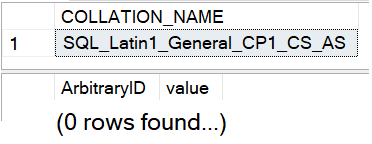 COLLATION_NAME
1 SQL_Latin1_General_CP1_CS_AS
ArbitraryID value
(0 rows found...)